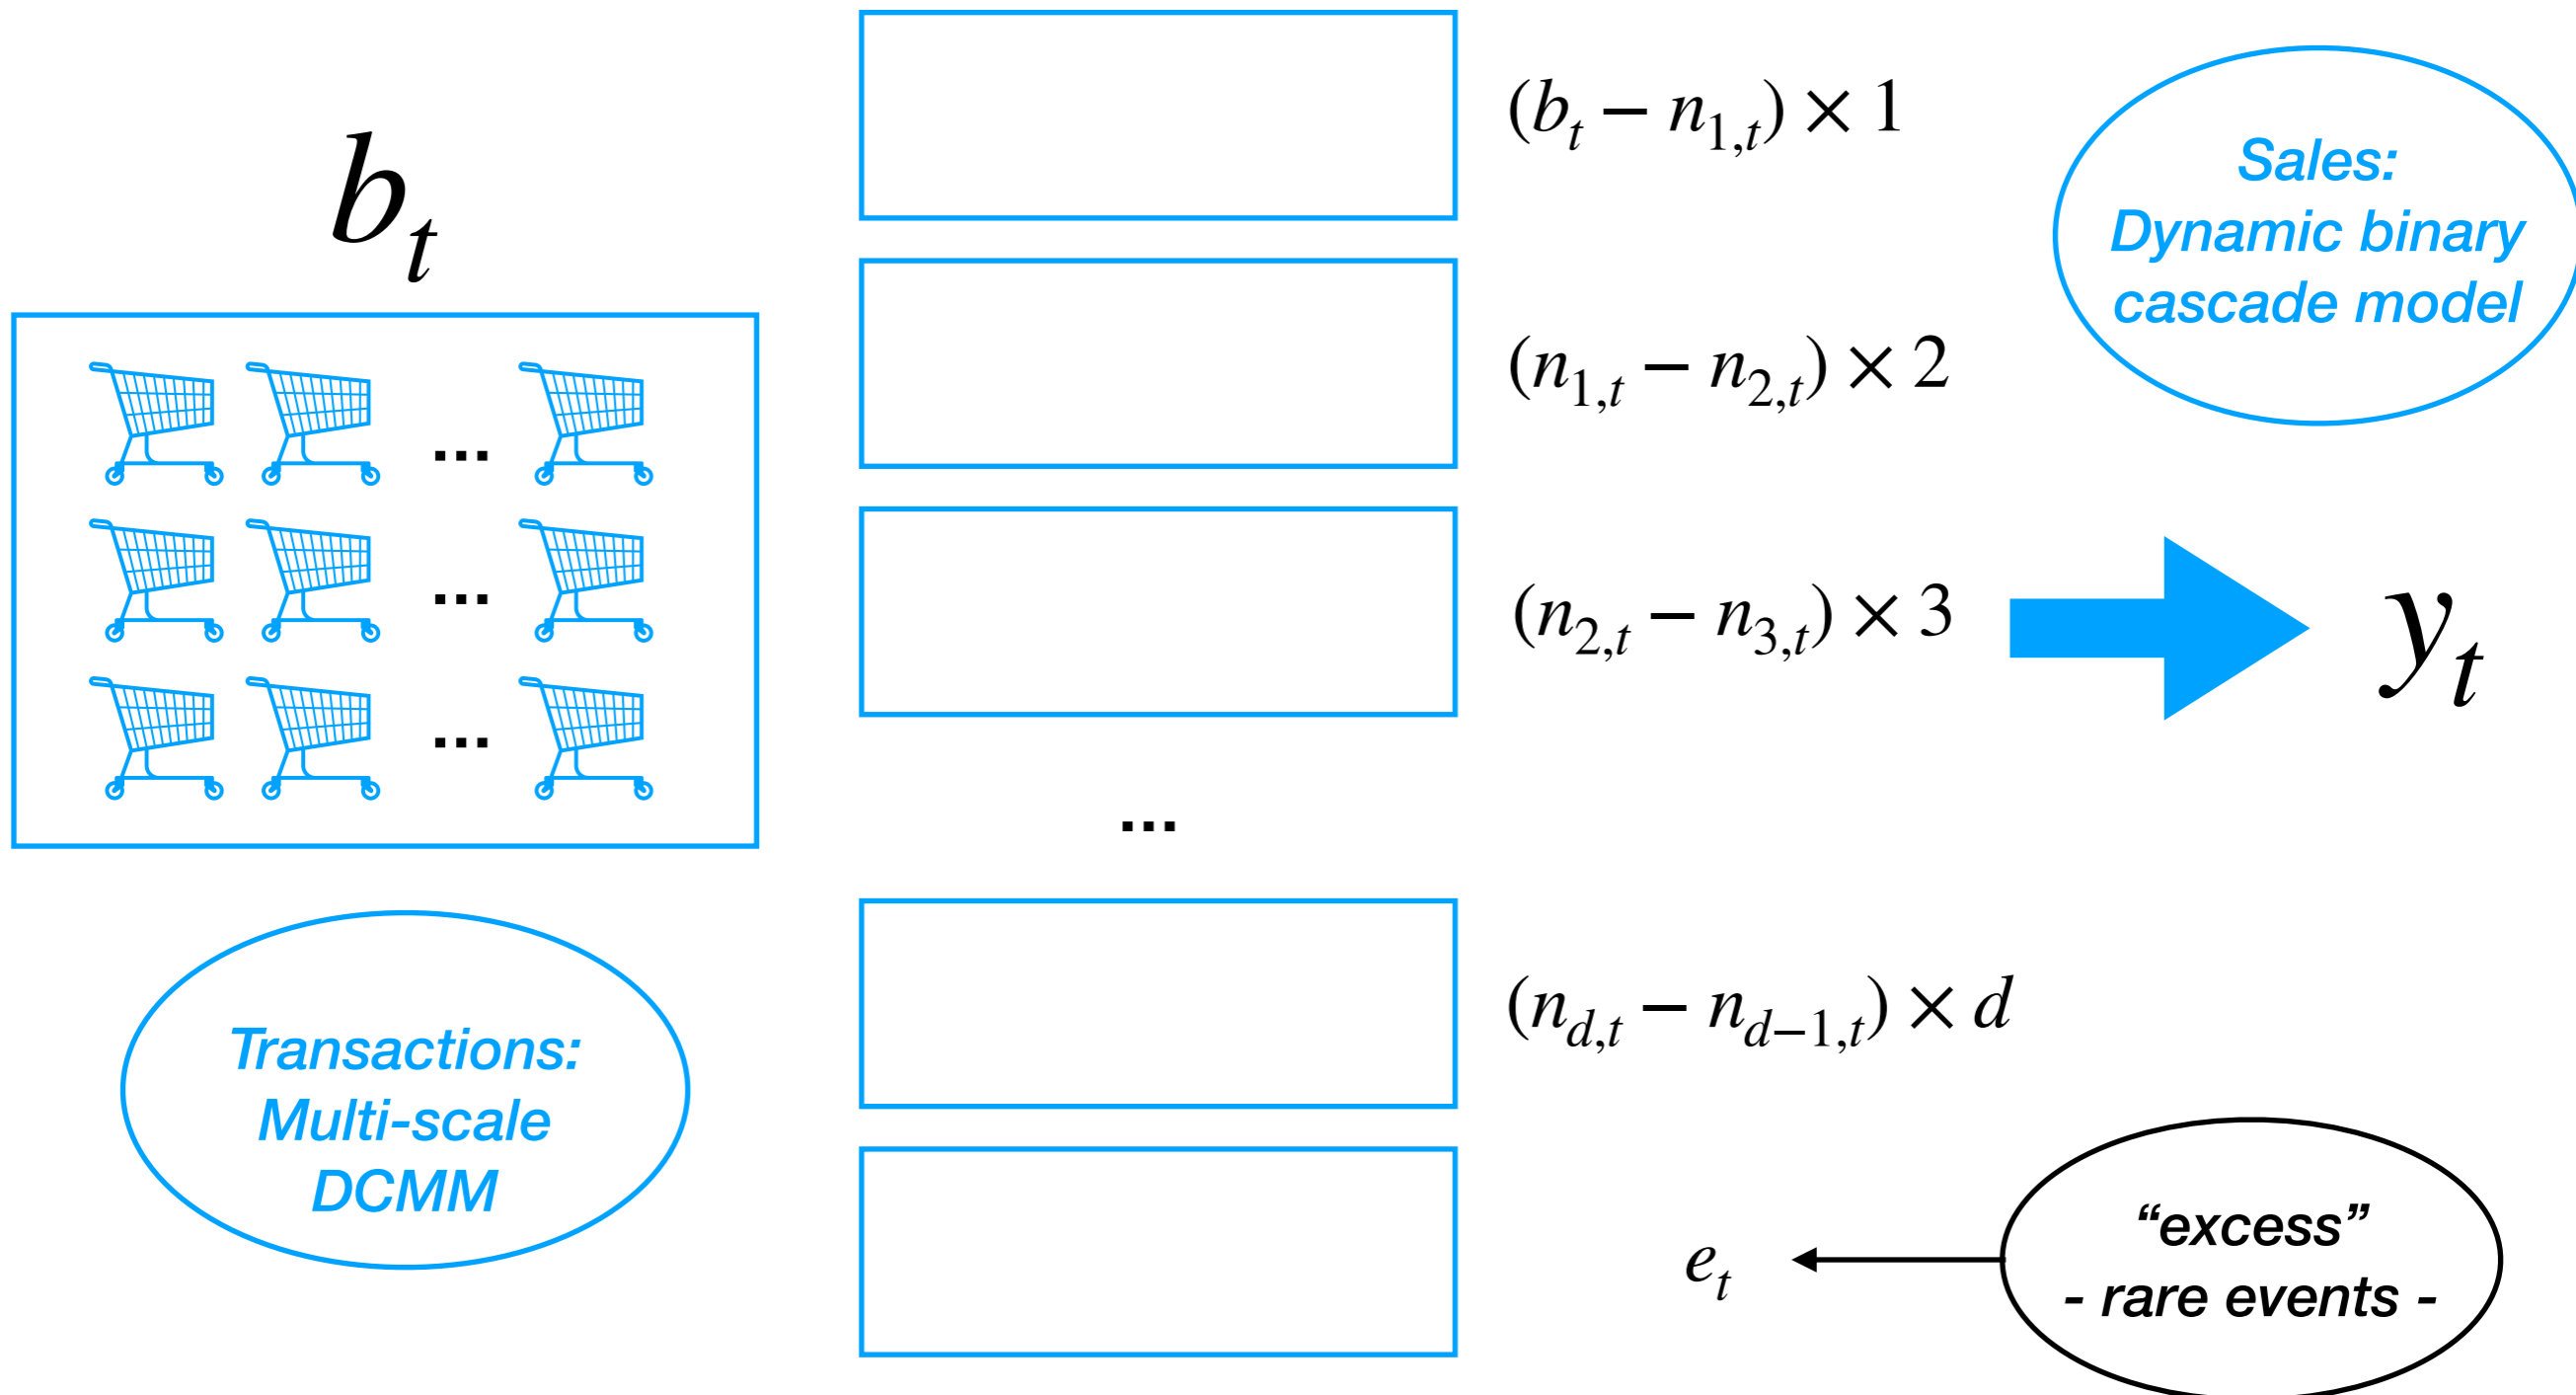 b_t
...
...
...
Transactions:
Multi-scale
DCMM
(b_t − n_{1,t}) × 1
(n_{1,t} − n_{2,t}) × 2
(n_{2,t} − n_{3,t}) × 3
...
(n_{d,t} − n_{d−1,t}) × d
e_t
Sales:
Dynamic binary
cascade model
y_t
“excess”
- rare events -